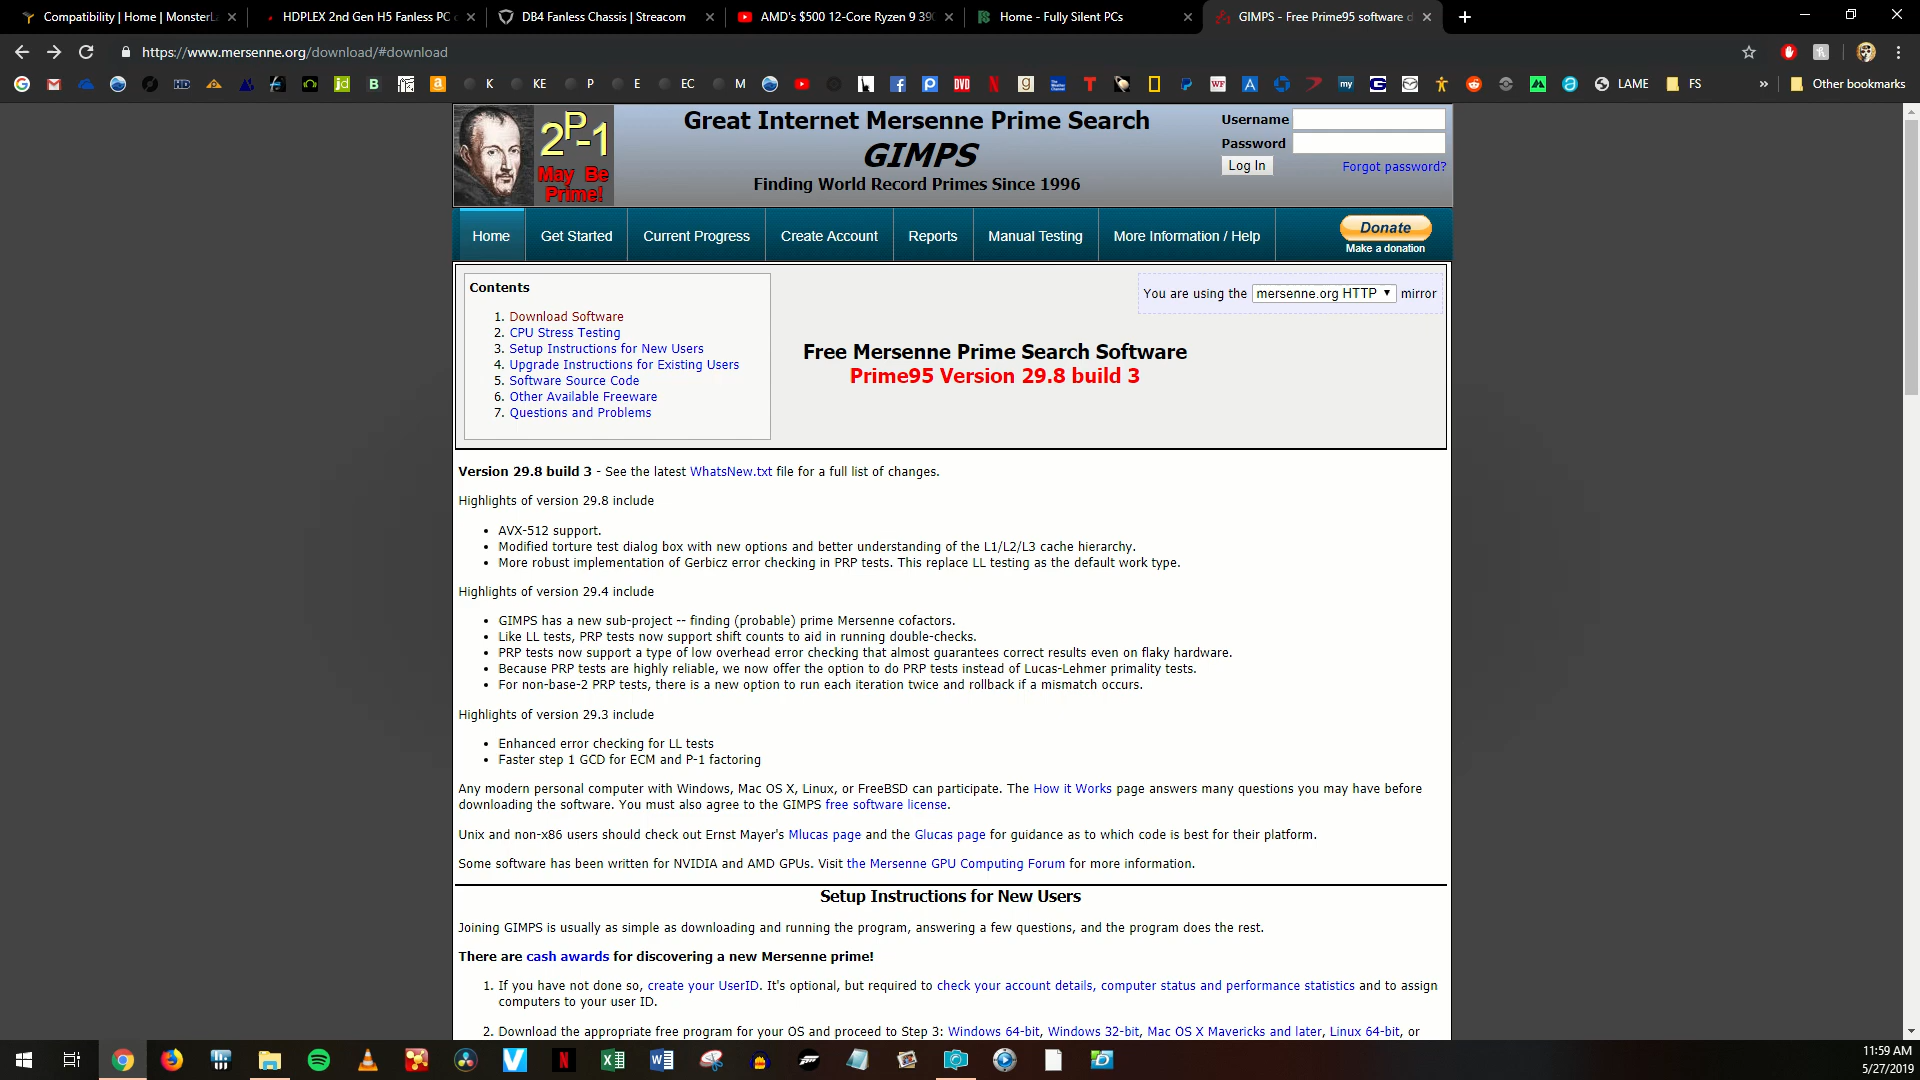 Compatibility | Home | MonsterLa
HDPLEX 2nd Gen H5 Fanless PC c
DB4 Fanless Chassis | Streacom
AMD's $500 12-Core Ryzen 9 390
Home - Fully Silent PCs
GIMPS - Free Prime95 software d
https://www.mersenne.org/download/#download
K KE P E EC M LAME FS » Other bookmarks
2P-1
May Be
Prime!
Great Internet Mersenne Prime Search
GIMPS
Finding World Record Primes Since 1996
Username
Password
Log In
Forgot password?
Home
Get Started
Current Progress
Create Account
Reports
Manual Testing
More Information / Help
Donate
Make a donation
Contents
1. Download Software
2. CPU Stress Testing
3. Setup Instructions for New Users
4. Upgrade Instructions for Existing Users
5. Software Source Code
6. Other Available Freeware
7. Questions and Problems
You are using the mersenne.org HTTP mirror
Free Mersenne Prime Search Software
Prime95 Version 29.8 build 3
Version 29.8 build 3 - See the latest WhatsNew.txt file for a full list of changes.
Highlights of version 29.8 include
• AVX-512 support.
• Modified torture test dialog box with new options and better understanding of the L1/L2/L3 cache hierarchy.
• More robust implementation of Gerbicz error checking in PRP tests. This replace LL testing as the default work type.
Highlights of version 29.4 include
• GIMPS has a new sub-project -- finding (probable) prime Mersenne cofactors.
• Like LL tests, PRP tests now support shift counts to aid in running double-checks.
• PRP tests now support a type of low overhead error checking that almost guarantees correct results even on flaky hardware.
• Because PRP tests are highly reliable, we now offer the option to do PRP tests instead of Lucas-Lehmer primality tests.
• For non-base-2 PRP tests, there is a new option to run each iteration twice and rollback if a mismatch occurs.
Highlights of version 29.3 include
• Enhanced error checking for LL tests
• Faster step 1 GCD for ECM and P-1 factoring
Any modern personal computer with Windows, Mac OS X, Linux, or FreeBSD can participate. The How it Works page answers many questions you may have before
downloading the software. You must also agree to the GIMPS free software license.
Unix and non-x86 users should check out Ernst Mayer's Mlucas page and the Glucas page for guidance as to which code is best for their platform.
Some software has been written for NVIDIA and AMD GPUs. Visit the Mersenne GPU Computing Forum for more information.
Setup Instructions for New Users
Joining GIMPS is usually as simple as downloading and running the program, answering a few questions, and the program does the rest.
There are cash awards for discovering a new Mersenne prime!
1. If you have not done so, create your UserID. It's optional, but required to check your account details, computer status and performance statistics and to assign
computers to your user ID.
2. Download the appropriate free program for your OS and proceed to Step 3: Windows 64-bit, Windows 32-bit, Mac OS X Mavericks and later, Linux 64-bit, or
11:59 AM
5/27/2019